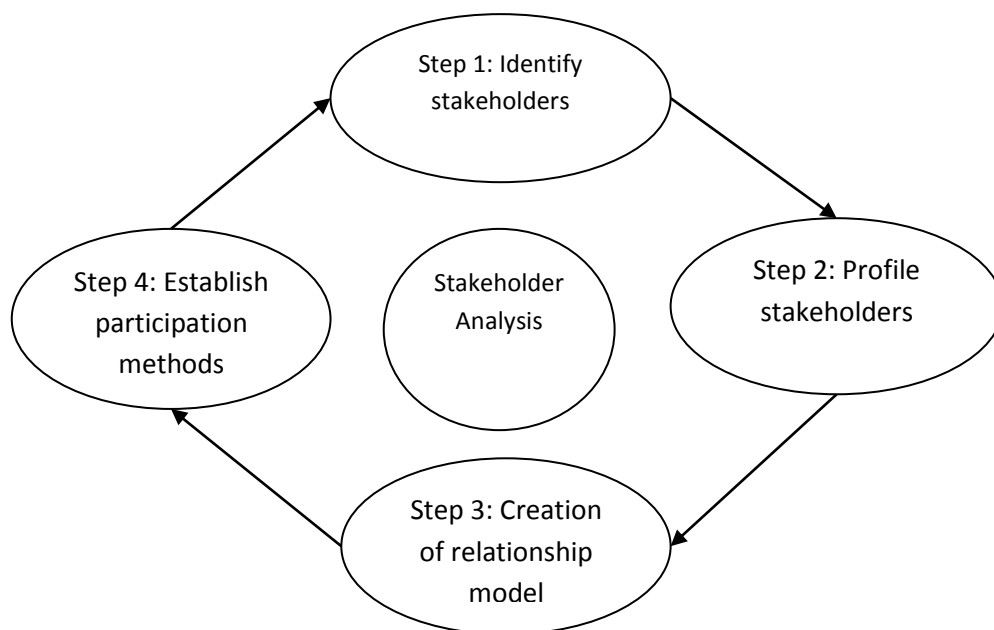 Step 1: Identify
stakeholders
Step 2: Profile
stakeholders
Step 3: Creation
of relationship
model
Step 4: Establish
participation
methods
Stakeholder
Analysis